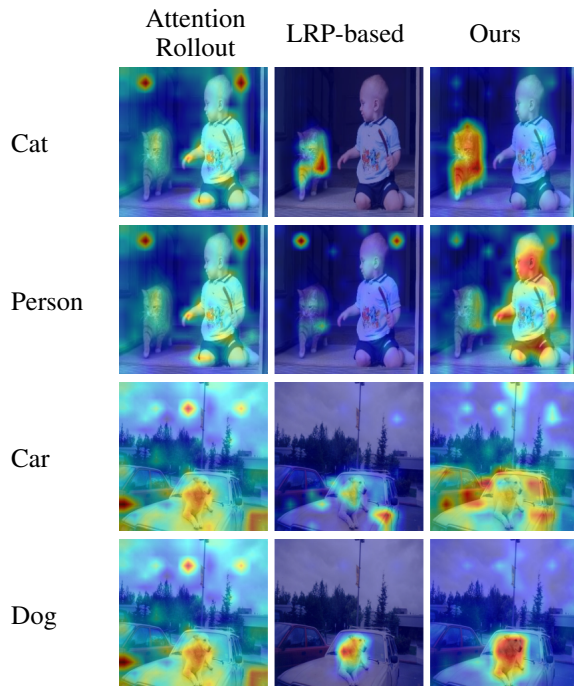 Attention
Rollout
LRP-based
Ours
Cat
Person
Car
Dog